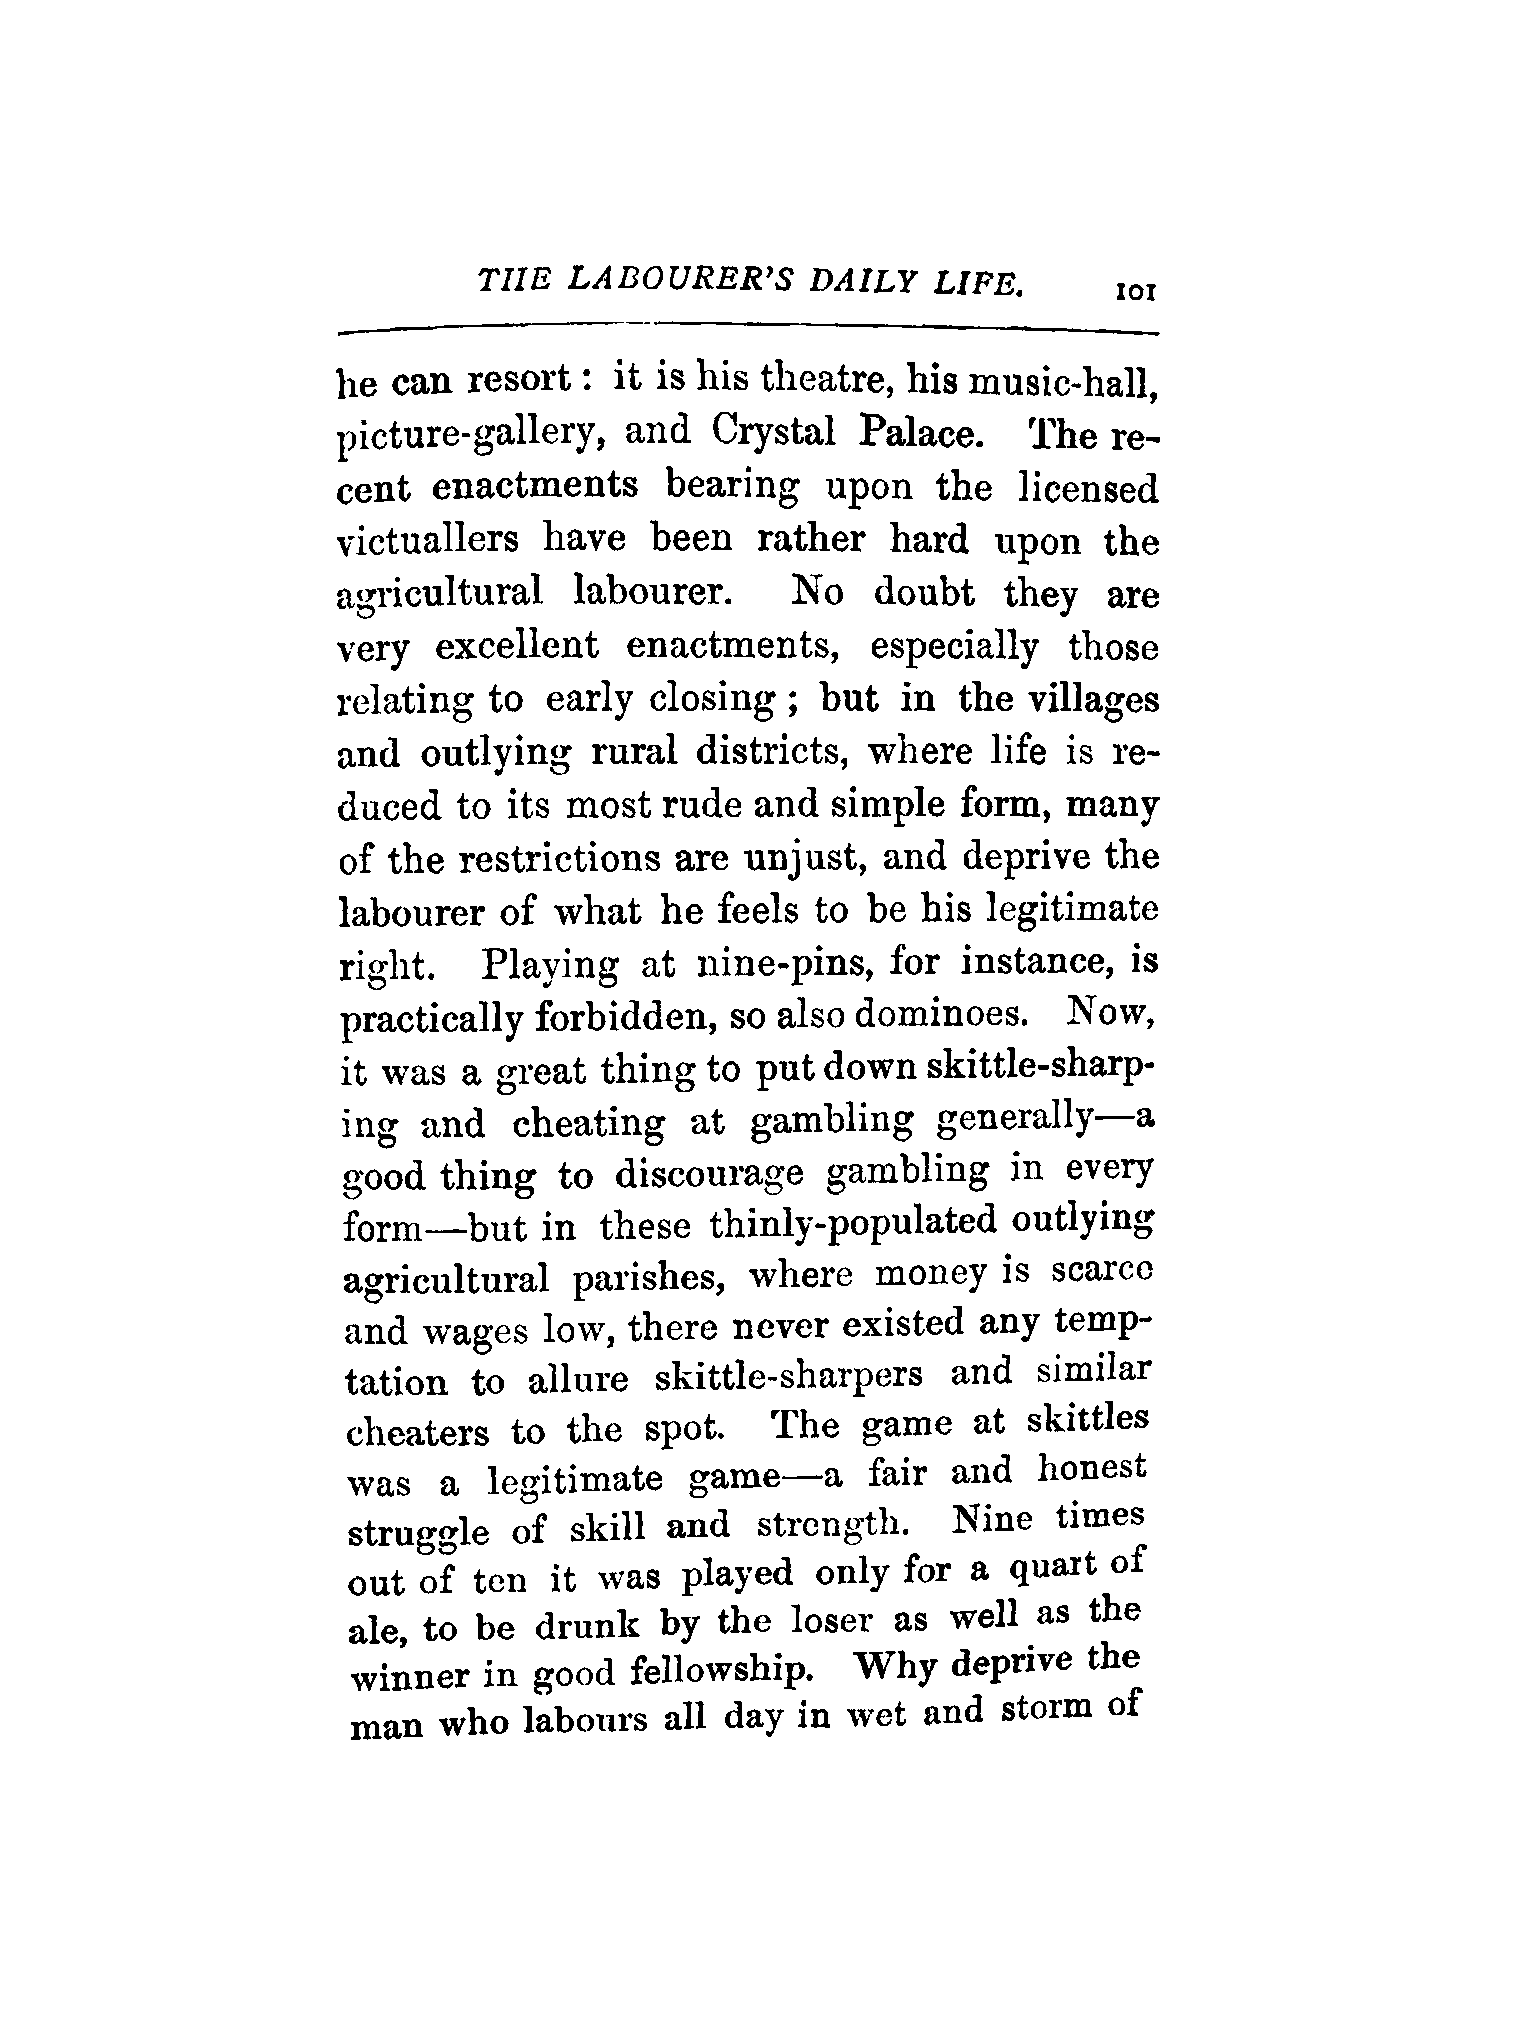 THE LABOURER'S DAILY LIFE. 101
he can resort : it is his theatre, his music-hall,
picture-gallery, and Crystal Palace. The re-
cent enactments bearing upon the licensed
victuallers have been rather hard upon the
agricultural labourer. No doubt they are
very excellent enactments, especially those
relating to early closing ; but in the villages
and outlying rural districts, where life is re-
duced to its most rude and simple form, many
of the restrictions are unjust, and deprive the
labourer of what he feels to be his legitimate
right. Playing at nine-pins, for instance, is
practically forbidden, so also dominoes. Now,
it was a great thing to put down skittle-sharp-
ing and cheating at gambling generally—a
good thing to discourage gambling in every
form—but in these thinly-populated outlying
agricultural parishes, where money is scarce
and wages low, there never existed any temp-
tation to allure skittle-sharpers and similar
cheaters to the spot. The game at skittles
was a legitimate game—a fair and honest
struggle of skill and strength. Nine times
out of ten it was played only for a quart of
ale, to be drunk by the loser as well as the
winner in good fellowship. Why deprive the
man who labours all day in wet and storm of